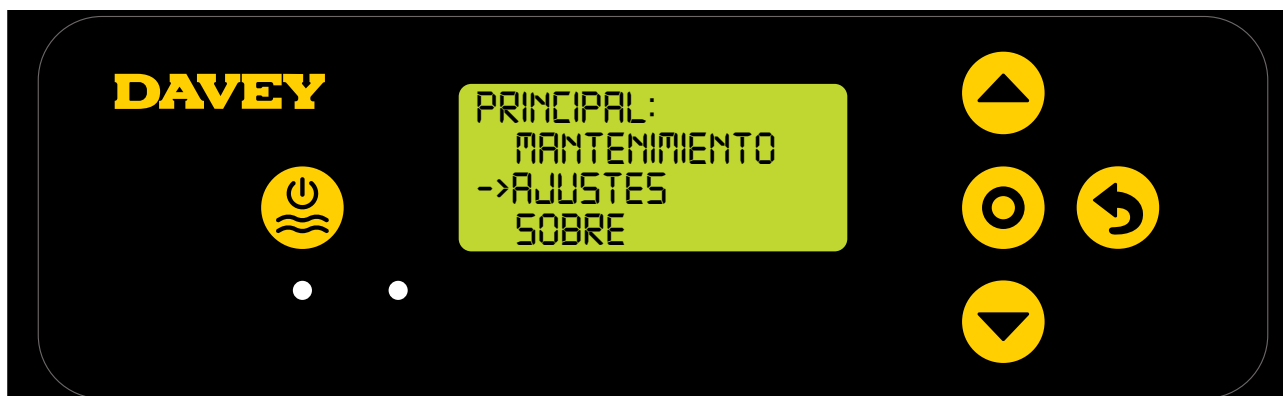 DAVEY
PRINCIPAL:
MANTENIMIENTO
->AJUSTES
SOBRE